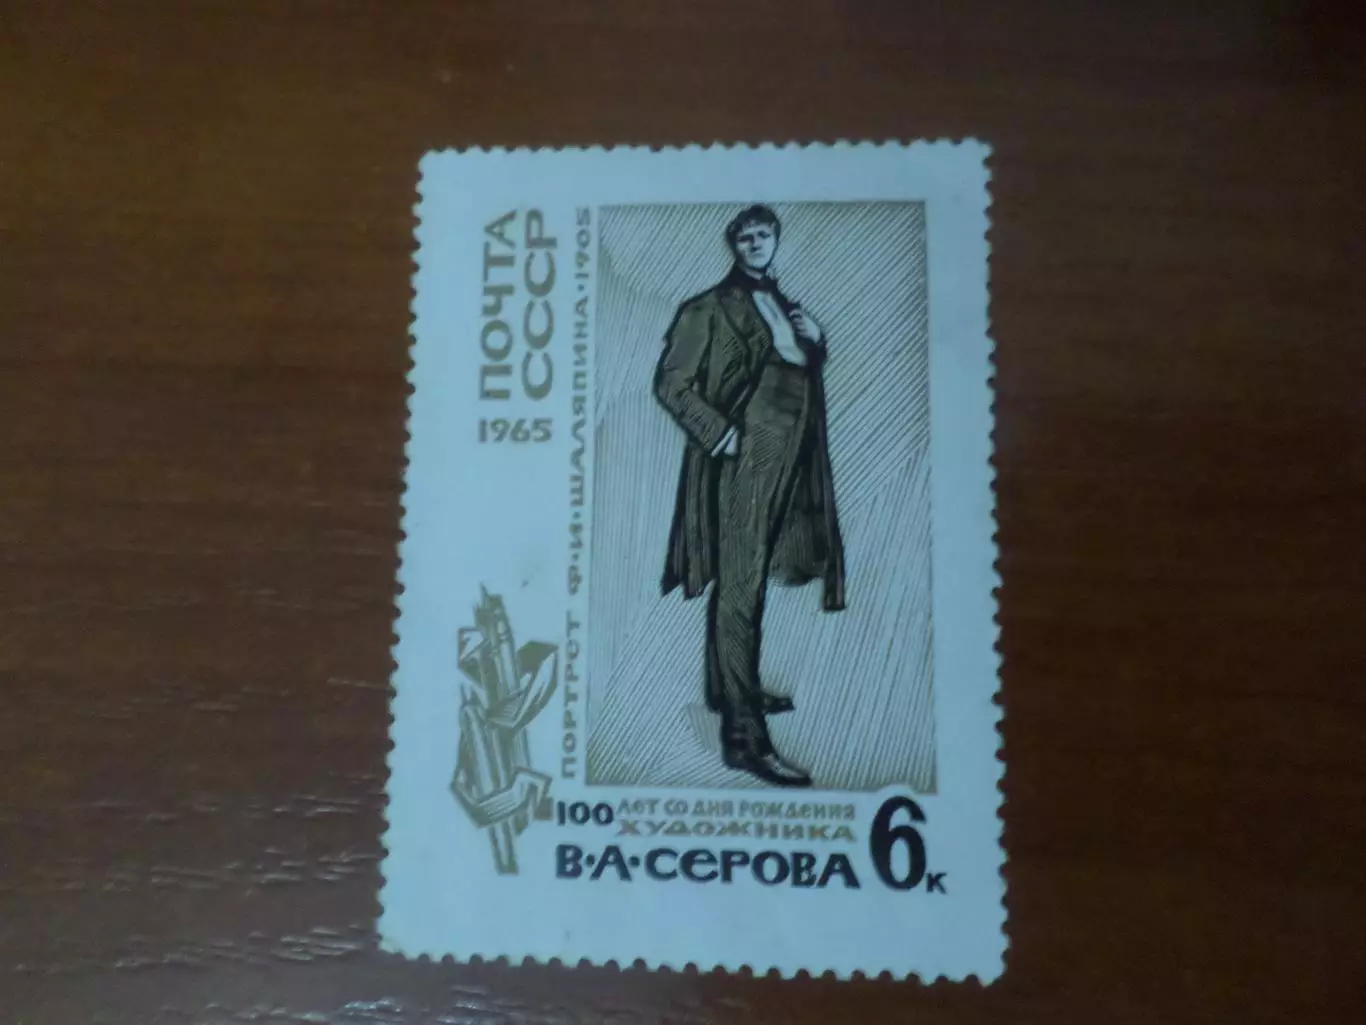 ПОЧТА
СССР
1965
ПОРТРЕТ Ф·И·ШАЛЯПИНА·1905
100 ЛЕТ СО ДНЯ РОЖДЕНИЯ
ХУДОЖНИКА
В·А·СЕРОВА 6к